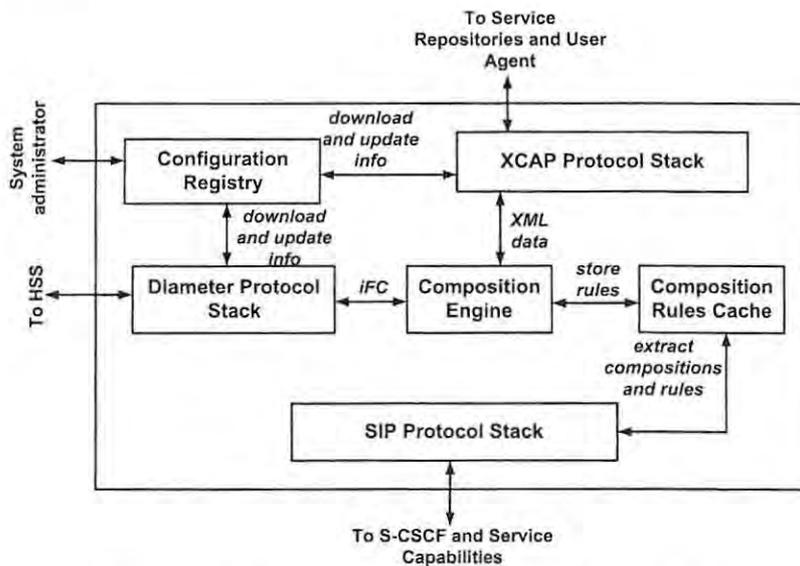 To Service
Repositories and User
Agent
System
administrator
download
and update
info
Configuration
Registry
XCAP Protocol Stack
download
and update
info
XML
data
To HSS
Diameter Protocol
Stack
iFC
Composition
Engine
store
rules
Composition
Rules Cache
extract
compositions
and rules
SIP Protocol Stack
To S-CSCF and Service
Capabilities